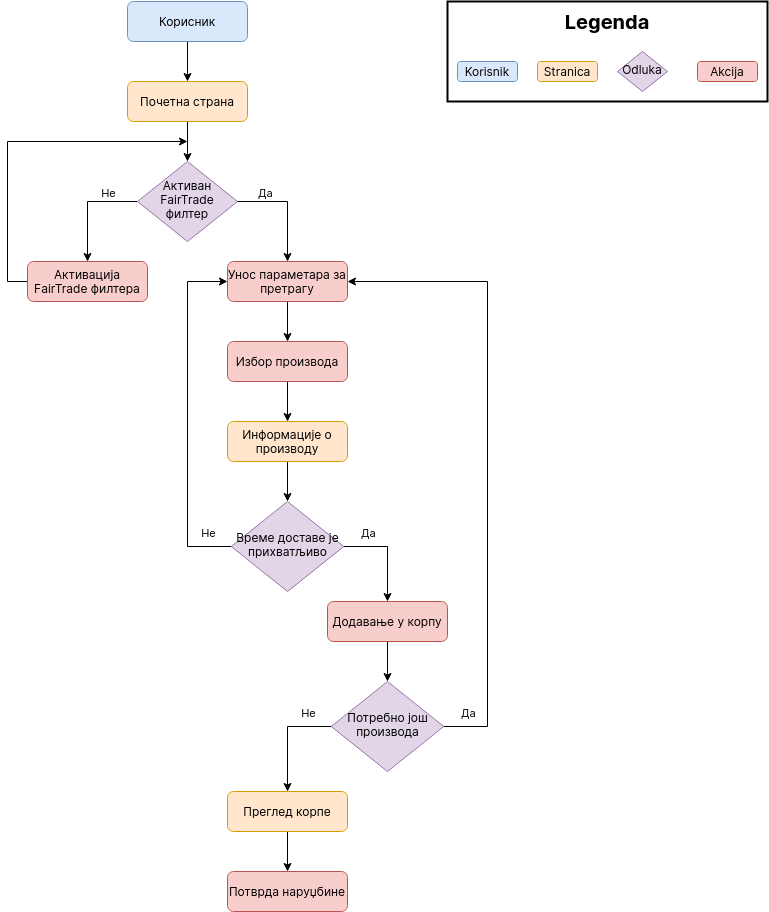 Корисник
Legenda
Korisnik
Stranica
Odluka
Akcija
Почетна страна
Активан
FairTrade
филтер
Не
Да
Активација
FairTrade филтера
Унос параметара за
претрагу
Избор производа
Информације о
производу
Време доставе је
прихватљиво
Не
Да
Додавање у корпу
Потребно још
производа
Не
Да
Преглед корпе
Потврда наруџбине